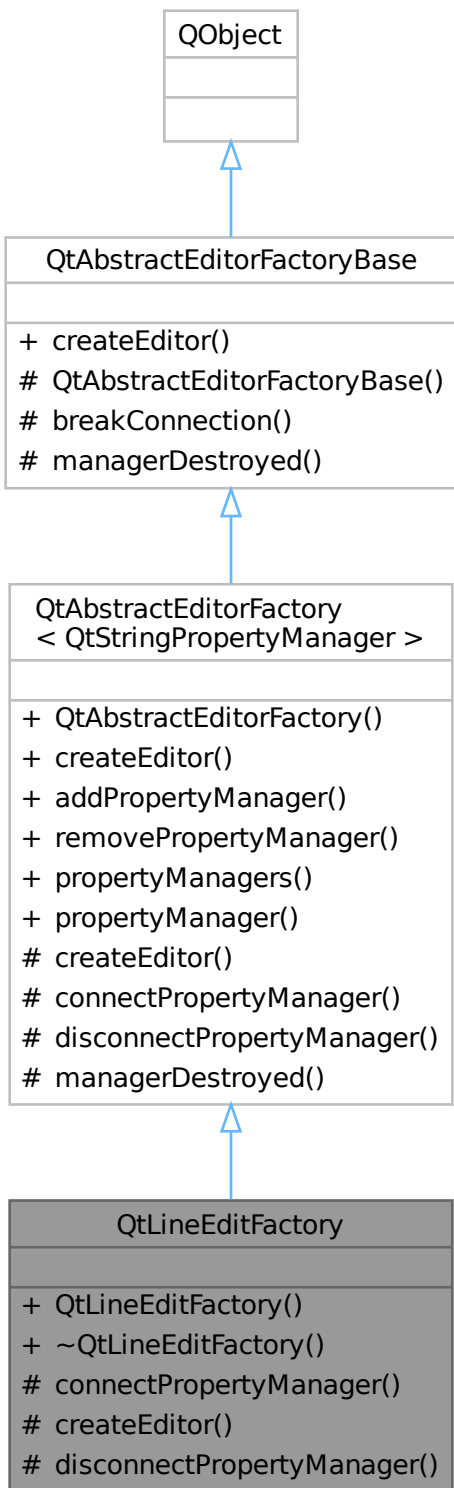 QObject
QtAbstractEditorFactoryBase
+ createEditor()
# QtAbstractEditorFactoryBase()
# breakConnection()
# managerDestroyed()
QtAbstractEditorFactory
< QtStringPropertyManager >
+ QtAbstractEditorFactory()
+ createEditor()
+ addPropertyManager()
+ removePropertyManager()
+ propertyManagers()
+ propertyManager()
# createEditor()
# connectPropertyManager()
# disconnectPropertyManager()
# managerDestroyed()
QtLineEditFactory
+ QtLineEditFactory()
+ ~QtLineEditFactory()
# connectPropertyManager()
# createEditor()
# disconnectPropertyManager()